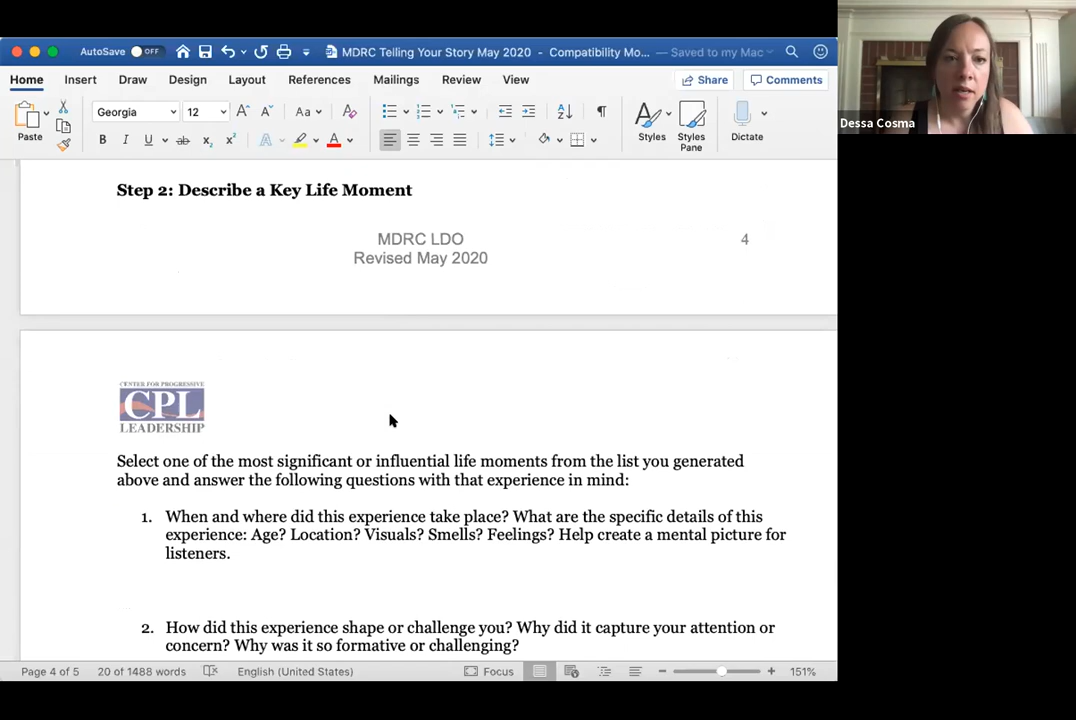 AutoSave OFF MDRC Telling Your Story May 2020 - Compatibility Mo... — Saved to my Mac
Home Insert Draw Design Layout References Mailings Review View Share Comments
Paste Georgia 12 Aa Styles Styles Pane Dictate
Step 2: Describe a Key Life Moment
MDRC LDO 4
Revised May 2020
CENTER FOR PROGRESSIVE
CPL
LEADERSHIP
Select one of the most significant or influential life moments from the list you generated
above and answer the following questions with that experience in mind:
1. When and where did this experience take place? What are the specific details of this
experience: Age? Location? Visuals? Smells? Feelings? Help create a mental picture for
listeners.
2. How did this experience shape or challenge you? Why did it capture your attention or
concern? Why was it so formative or challenging?
Page 4 of 5 20 of 1488 words English (United States) Focus 151%
Dessa Cosma